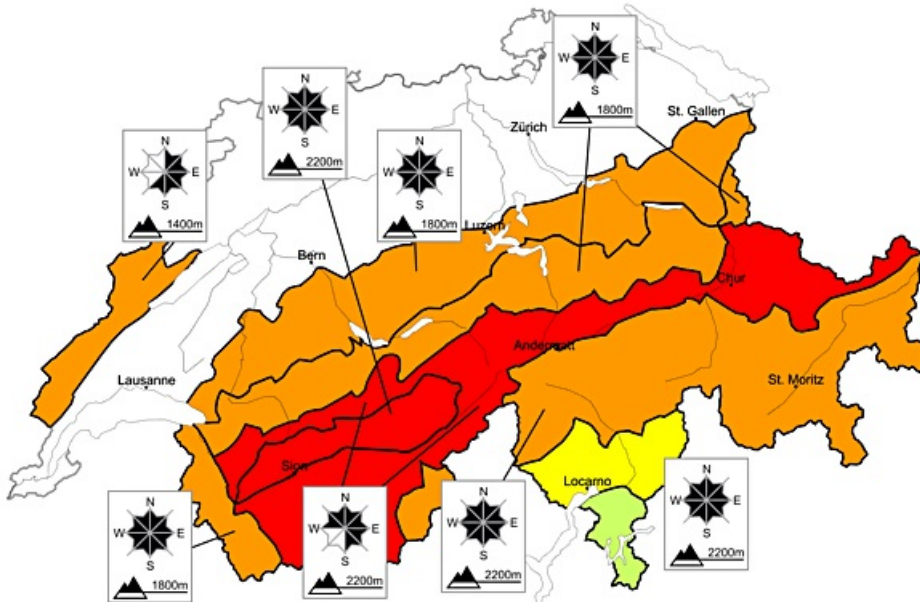 N
W E
S
1800m
N
W E
S
2200m
N
W E
S
1400m
N
W E
S
1800m
St. Gallen
Zürich
Luzern
Bern
Chur
Andermatt
Lausanne
St. Moritz
Sion
Locarno
N
W E
S
1800m
N
W E
S
2200m
N
W E
S
2200m
N
W E
S
2200m